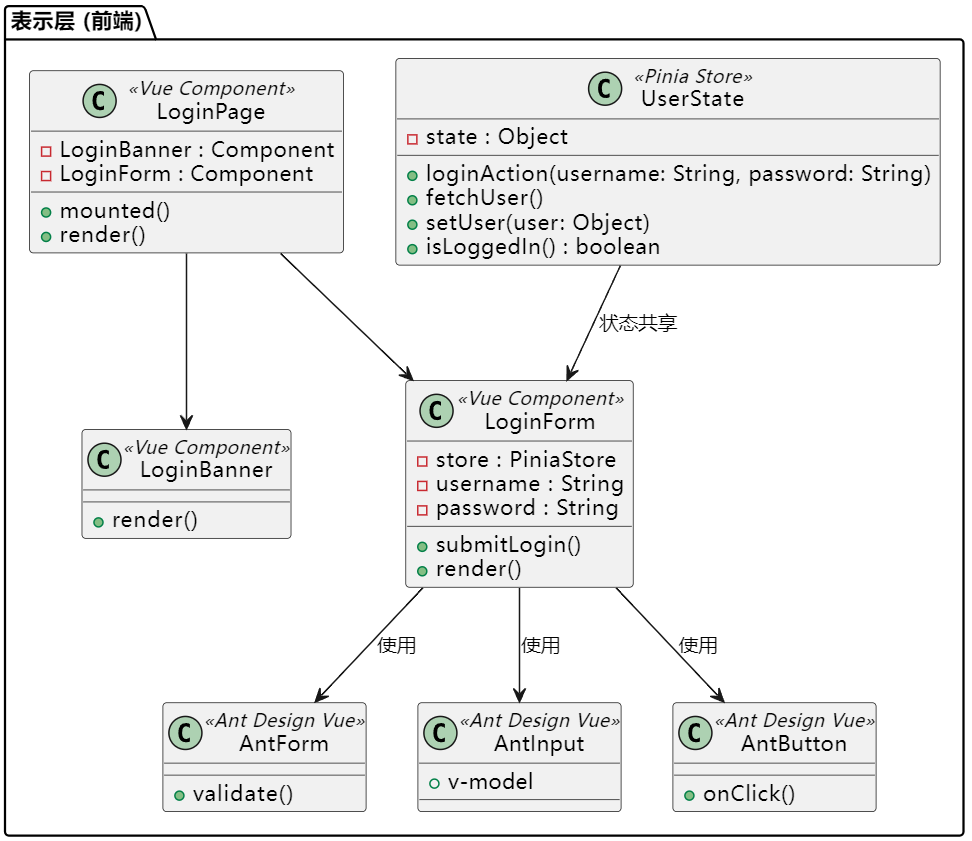 表示层 (前端)
C
«Vue Component»
LoginPage
LoginBanner : Component
LoginForm : Component
mounted()
render()
C
«Pinia Store»
UserState
state : Object
loginAction(username: String, password: String)
fetchUser()
setUser(user: Object)
isLoggedIn() : boolean
状态共享
C
«Vue Component»
LoginBanner
render()
C
«Vue Component»
LoginForm
store : PiniaStore
username : String
password : String
submitLogin()
render()
使用
使用
使用
C
«Ant Design Vue»
AntForm
validate()
C
«Ant Design Vue»
AntInput
v-model
C
«Ant Design Vue»
AntButton
onClick()